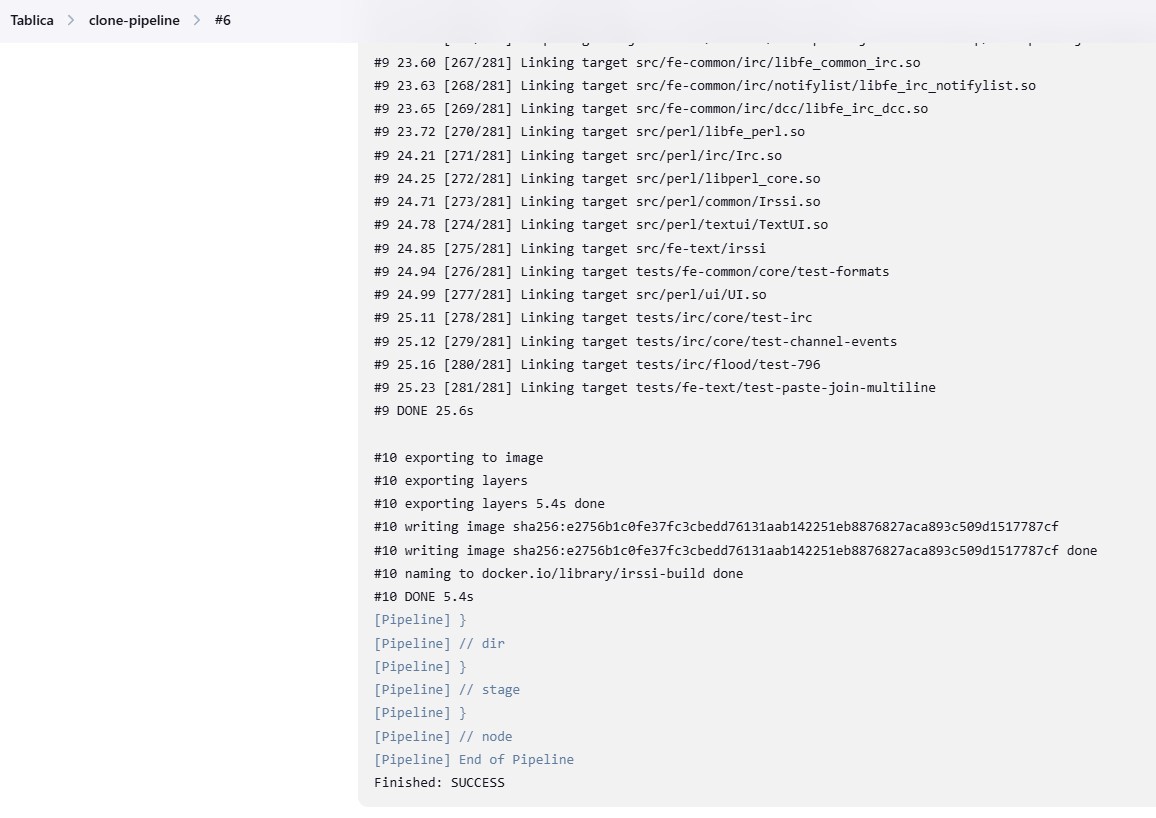 Tablica > clone-pipeline > #6
#9 23.60 [267/281] Linking target src/fe-common/irc/libfe_common_irc.so
#9 23.63 [268/281] Linking target src/fe-common/irc/notifylist/libfe_irc_notifylist.so
#9 23.65 [269/281] Linking target src/fe-common/irc/dcc/libfe_irc_dcc.so
#9 23.72 [270/281] Linking target src/perl/libfe_perl.so
#9 24.21 [271/281] Linking target src/perl/irc/Irc.so
#9 24.25 [272/281] Linking target src/perl/libperl_core.so
#9 24.71 [273/281] Linking target src/perl/common/Irssi.so
#9 24.78 [274/281] Linking target src/perl/textui/TextUI.so
#9 24.85 [275/281] Linking target src/fe-text/irssi
#9 24.94 [276/281] Linking target tests/fe-common/core/test-formats
#9 24.99 [277/281] Linking target src/perl/ui/UI.so
#9 25.11 [278/281] Linking target tests/irc/core/test-irc
#9 25.12 [279/281] Linking target tests/irc/core/test-channel-events
#9 25.16 [280/281] Linking target tests/irc/flood/test-796
#9 25.23 [281/281] Linking target tests/fe-text/test-paste-join-multiline
#9 DONE 25.6s
#10 exporting to image
#10 exporting layers
#10 exporting layers 5.4s done
#10 writing image sha256:e2756b1c0fe37fc3cbedd76131aab142251eb8876827aca893c509d1517787cf
#10 writing image sha256:e2756b1c0fe37fc3cbedd76131aab142251eb8876827aca893c509d1517787cf done
#10 naming to docker.io/library/irssi-build done
#10 DONE 5.4s
[Pipeline] }
[Pipeline] // dir
[Pipeline] }
[Pipeline] // stage
[Pipeline] }
[Pipeline] // node
[Pipeline] End of Pipeline
Finished: SUCCESS